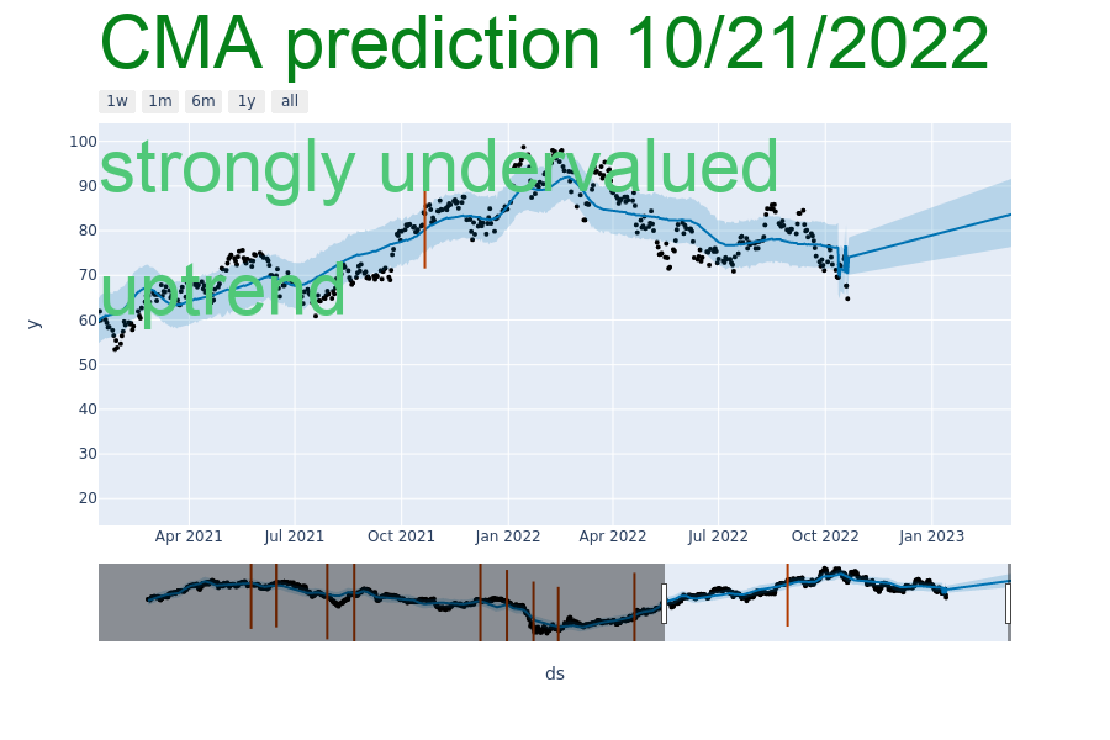 CMA prediction 10/21/2022
1w 1m 6m 1y all
strongly undervalued
uptrend
100
90
80
70
60
50
40
30
20
y
Apr 2021 Jul 2021 Oct 2021 Jan 2022 Apr 2022 Jul 2022 Oct 2022 Jan 2023
ds